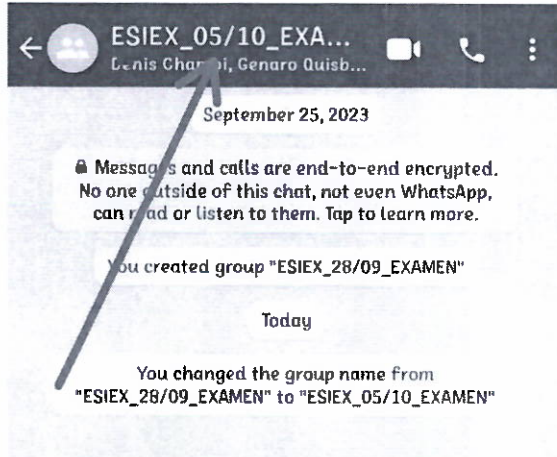 ESIEX_05/10_EXA...
Denis Genaro Quisb...
September 25, 2023
Messages and calls are end-to-end encrypted.
No one outside of this chat, not even WhatsApp,
can read or listen to them. Tap to learn more.
You created group "ESIEX_28/09_EXAMEN"
Today
You changed the group name from
"ESIEX_28/09_EXAMEN" to "ESIEX_05/10_EXAMEN"